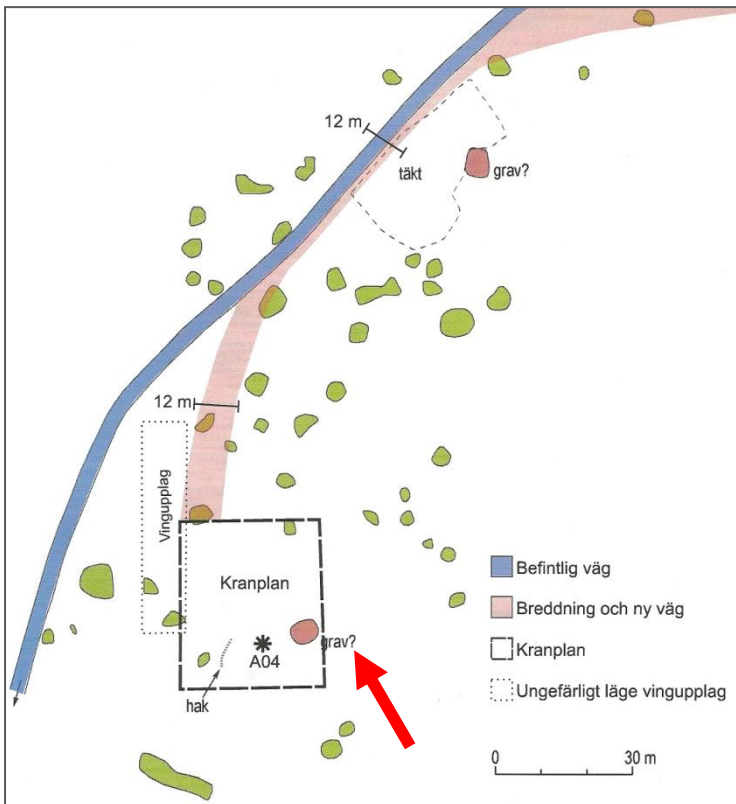 12 m
täkt
grav?
12 m
Vingupplag
Kranplan
grav?
A04
hak
Befintlig väg
Breddning och ny väg
Kranplan
Ungefärligt läge vingupplag
0 30 m